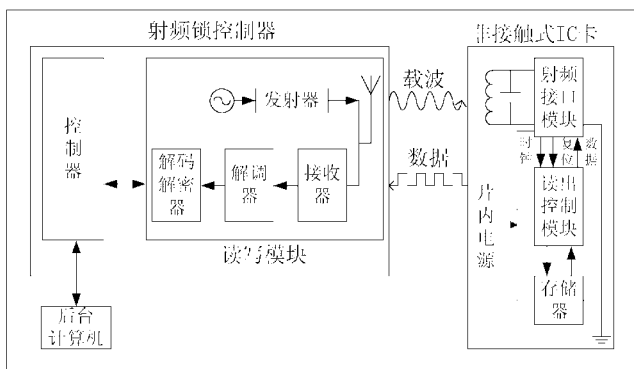 射频锁控制器
非接触式IC卡
控制器
发射器
载波
射频接口模块
时钟
复位
数据
解码解密器
解调器
接收器
数据
读出控制模块
片内电源
读写模块
存储器
后台
计算机